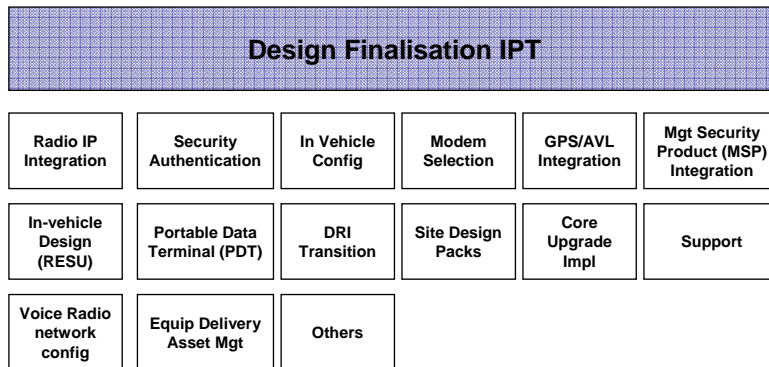 Design Finalisation IPT
Radio IP
Integration
Security
Authentication
In Vehicle
Config
Modem
Selection
GPS/AVL
Integration
Mgt Security
Product (MSP)
Integration
In-vehicle
Design
(RESU)
Portable Data
Terminal (PDT)
DRI
Transition
Site Design
Packs
Core
Upgrade
Impl
Support
Voice Radio
network
config
Equip Delivery
Asset Mgt
Others